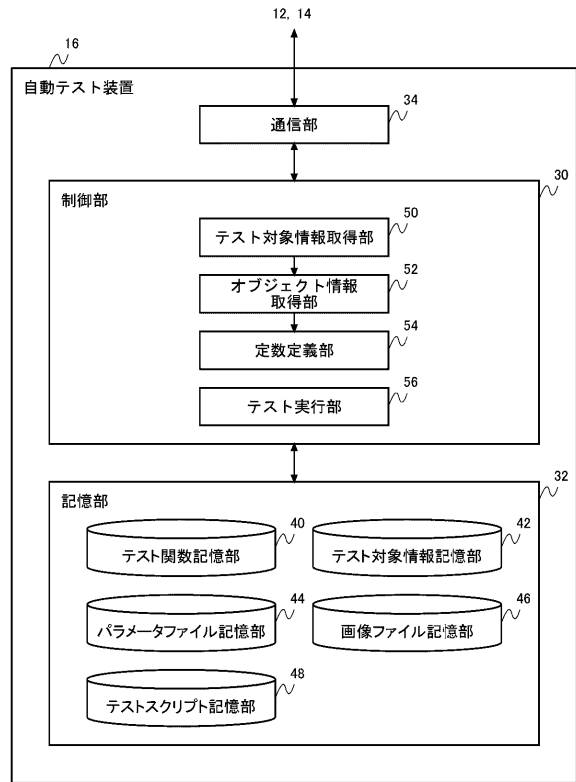 12, 14
16
自動テスト装置
34
通信部
30
制御部
50
テスト対象情報取得部
52
オブジェクト情報
取得部
54
定数定義部
56
テスト実行部
32
記憶部
40
テスト関数記憶部
42
テスト対象情報記憶部
44
パラメータファイル記憶部
46
画像ファイル記憶部
48
テストスクリプト記憶部